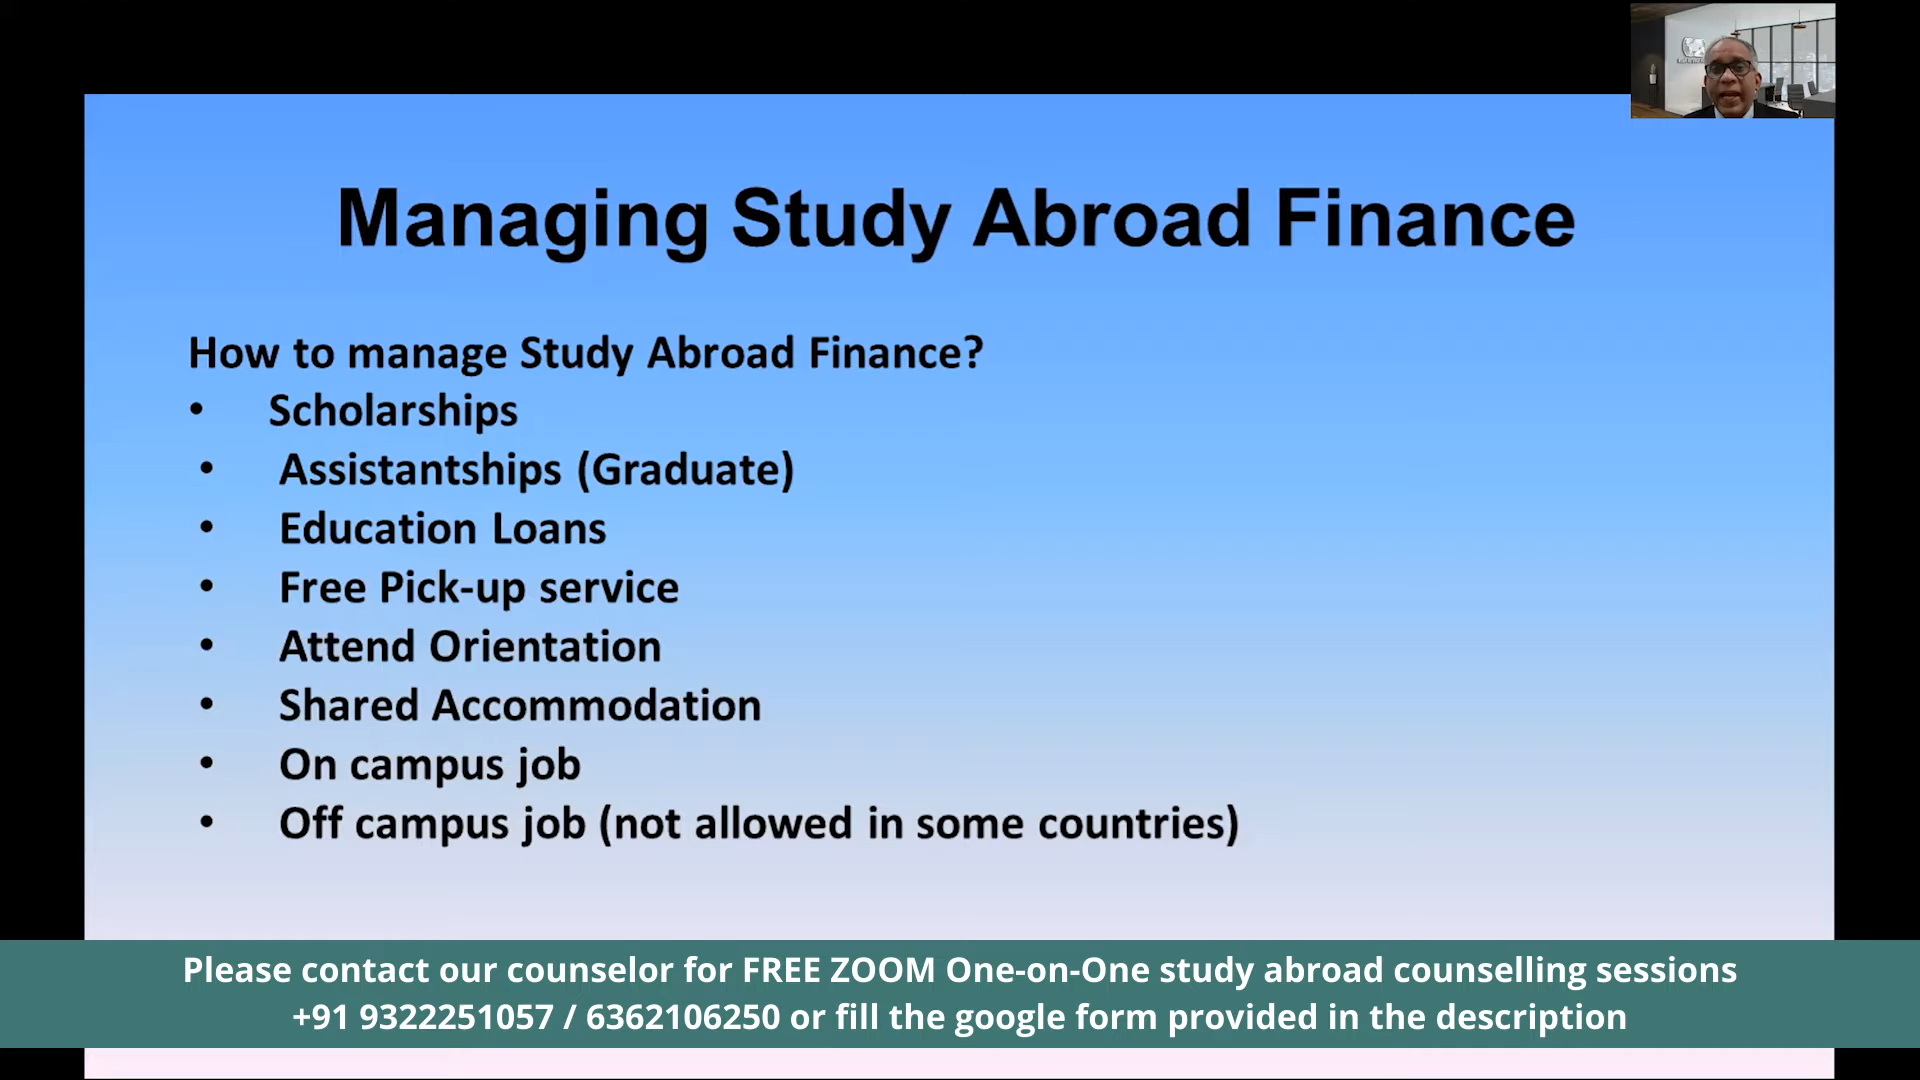 Managing Study Abroad Finance
How to manage Study Abroad Finance?
• Scholarships
• Assistantships (Graduate)
• Education Loans
• Free Pick-up service
• Attend Orientation
• Shared Accommodation
• On campus job
• Off campus job (not allowed in some countries)
Please contact our counselor for FREE ZOOM One-on-One study abroad counselling sessions
+91 9322251057 / 6362106250 or fill the google form provided in the description